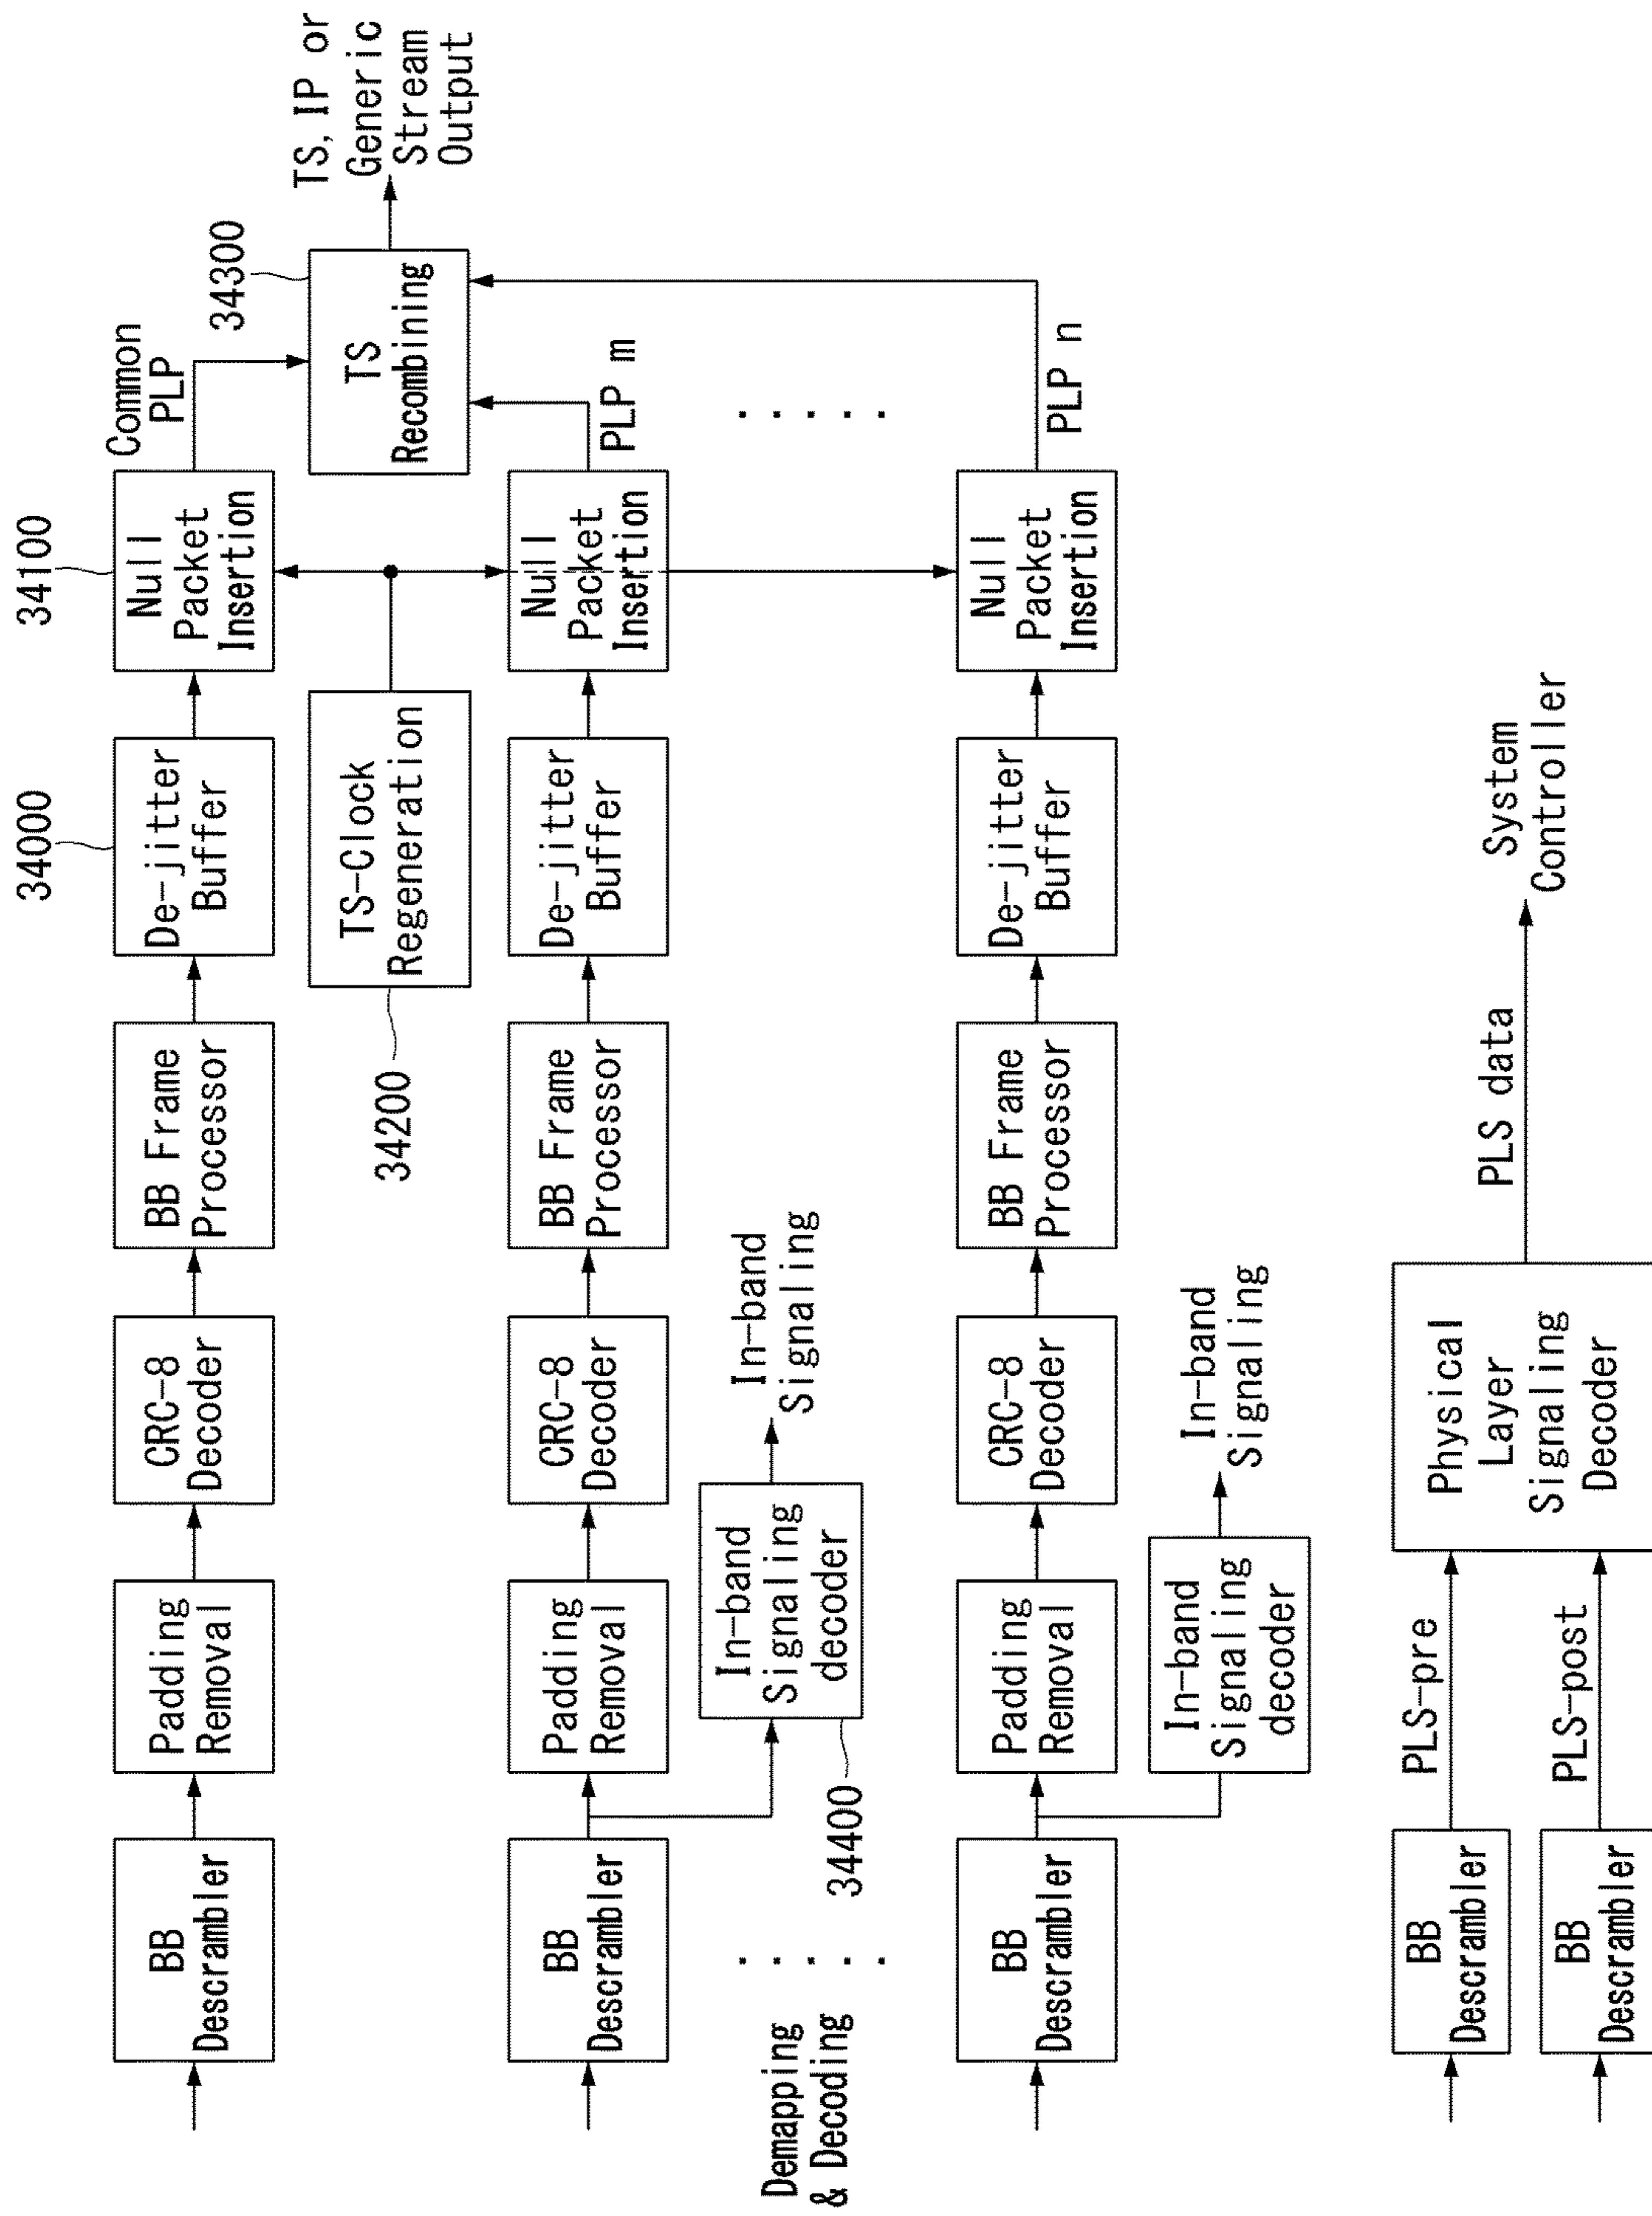 34000
34100
BB
Descrambler
Padding
Removal
CRC-8
Decoder
BB Frame
Processor
De-jitter
Buffer
Null
Packet
Insertion
Common
PLP
34200
TS-Clock
Regeneration
34300
TS
Recombining
TS, IP or
Generic
Stream
Output
BB
Descrambler
Padding
Removal
CRC-8
Decoder
BB Frame
Processor
De-jitter
Buffer
Null
Packet
Insertion
PLP m
34400
In-band
Signaling
decoder
In-band
Signaling
Demapping
& Decoding
. . . . .
. . . . .
BB
Descrambler
Padding
Removal
CRC-8
Decoder
BB Frame
Processor
De-jitter
Buffer
Null
Packet
Insertion
PLP n
In-band
Signaling
decoder
In-band
Signaling
BB
Descrambler
PLS-pre
BB
Descrambler
PLS-post
Physical
Layer
Signaling
Decoder
PLS data
System
Controller